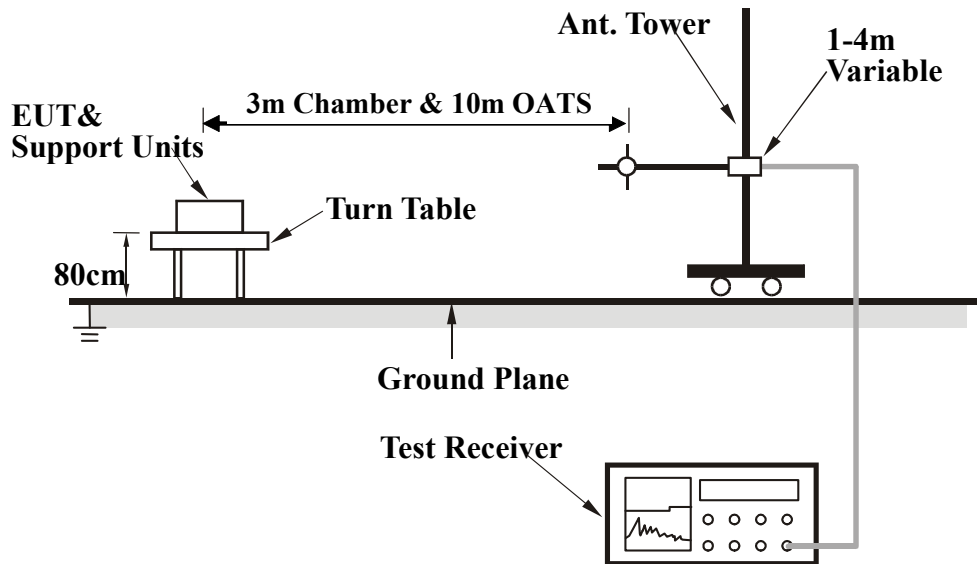 Ant. Tower
1-4m
Variable
3m Chamber & 10m OATS
EUT&
Support Units
Turn Table
80cm
Ground Plane
Test Receiver